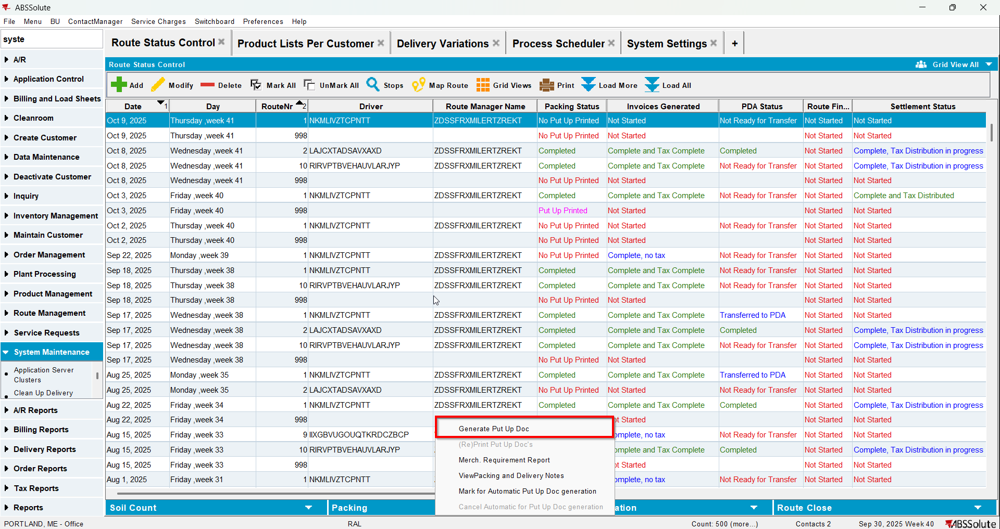 ABSSolute
File Menu BU ContactManager Service Charges Switchboard Preferences Help
syste
Route Status Control Product Lists Per Customer Delivery Variations Process Scheduler System Settings +
A/R
Application Control
Billing and Load Sheets
Cleanroom
Create Customer
Data Maintenance
Deactivate Customer
Inquiry
Inventory Management
Maintain Customer
Order Management
Plant Processing
Product Management
Route Management
Service Requests
System Maintenance
Application Server
Clusters
Clean Up Delivery
A/R Reports
Billing Reports
Delivery Reports
Order Reports
Tax Reports
Reports
Route Status Control Grid View All
Add Modify Delete Mark All UnMark All Stops Map Route Grid Views Print Load More Load All
Date 1 Day RouteNr 2 Driver Route Manager Name Packing Status Invoices Generated PDA Status Route Fin... Settlement Status
Oct 9, 2025 Thursday ,week 41 1 NKMLIVZTCPNTT ZDSSFRXMILERTZREKT No Put Up Printed Not Started Not Ready for Transfer Not Started Not Started
Oct 9, 2025 Thursday ,week 41 998 No Put Up Printed Not Started Not Started Not Started
Oct 8, 2025 Wednesday ,week 41 2 LAJCXTADSAVXAXD ZDSSFRXMILERTZREKT Completed Complete and Tax Complete Completed Not Started Complete, Tax Distribution in progress
Oct 8, 2025 Wednesday ,week 41 10 RIRVPTBVEHAUVLARJYP ZDSSFRXMILERTZREKT Completed Complete and Tax Complete Not Ready for Transfer Not Started Complete, Tax Distribution in progress
Oct 8, 2025 Wednesday ,week 41 998 No Put Up Printed Not Started Not Started Not Started
Oct 3, 2025 Friday ,week 40 1 NKMLIVZTCPNTT ZDSSFRXMILERTZREKT Completed Complete and Tax Complete Not Ready for Transfer Not Started Complete and Tax Distributed
Oct 3, 2025 Friday ,week 40 998 Put Up Printed Not Started Not Started Not Started
Oct 2, 2025 Thursday ,week 40 1 NKMLIVZTCPNTT ZDSSFRXMILERTZREKT No Put Up Printed Not Started Not Ready for Transfer Not Started Not Started
Oct 2, 2025 Thursday ,week 40 998 No Put Up Printed Not Started Not Started Not Started
Sep 22, 2025 Monday ,week 39 1 NKMLIVZTCPNTT ZDSSFRXMILERTZREKT No Put Up Printed Complete, no tax Not Ready for Transfer Not Started Not Started
Sep 18, 2025 Thursday ,week 38 1 NKMLIVZTCPNTT ZDSSFRXMILERTZREKT Completed Complete and Tax Complete Not Ready for Transfer Not Started Not Started
Sep 18, 2025 Thursday ,week 38 10 RIRVPTBVEHAUVLARJYP ZDSSFRXMILERTZREKT Completed Complete and Tax Complete Not Ready for Transfer Not Started Not Started
Sep 18, 2025 Thursday ,week 38 998 No Put Up Printed Not Started Not Started Not Started
Sep 17, 2025 Wednesday ,week 38 1 NKMLIVZTCPNTT ZDSSFRXMILERTZREKT Completed Complete and Tax Complete Transferred to PDA Not Started Not Started
Sep 17, 2025 Wednesday ,week 38 2 LAJCXTADSAVXAXD ZDSSFRXMILERTZREKT Completed Complete and Tax Complete Completed Not Started Complete, Tax Distribution in progress
Sep 17, 2025 Wednesday ,week 38 10 RIRVPTBVEHAUVLARJYP ZDSSFRXMILERTZREKT Completed Complete and Tax Complete Not Ready for Transfer Not Started Complete, Tax Distribution in progress
Sep 17, 2025 Wednesday ,week 38 998 No Put Up Printed Not Started Not Started Not Started
Aug 25, 2025 Monday ,week 35 1 NKMLIVZTCPNTT ZDSSFRXMILERTZREKT Completed Complete and Tax Complete Transferred to PDA Not Started Not Started
Aug 25, 2025 Monday ,week 35 2 LAJCXTADSAVXAXD ZDSSFRXMILERTZREKT No Put Up Printed Not Started Not Ready for Transfer Not Started Not Started
Aug 22, 2025 Friday ,week 34 1 NKMLIVZTCPNTT ZDSSFRXMILERTZREKT Completed Complete and Tax Complete Completed Not Started Complete, Tax Distribution in progress
Aug 22, 2025 Friday ,week 34 998 ot Started Not Started Not Started
Aug 15, 2025 Friday ,week 33 9 IIXGBVUGOUQTKRDCZBCP omplete, no tax Not Ready for Transfer Not Started Not Started
Aug 15, 2025 Friday ,week 33 10 RIRVPTBVEHAUVLARJYP omplete and Tax Complete Completed Not Started Complete, Tax Distribution in progress
Aug 15, 2025 Friday ,week 33 998 ot Started Not Started Not Started
Aug 1, 2025 Friday ,week 31 1 NKMLIVZTCPNTT omplete, no tax Not Ready for Transfer Not Started Not Started
Generate Put Up Doc
(Re)Print Put Up Doc's
Merch. Requirement Report
ViewPacking and Delivery Notes
Mark for Automatic Put Up Doc generation
Cancel Automatic for Put Up Doc generation
Soil Count Packing ation Route Close
PORTLAND, ME - Office RAL Count: 500 (more...) Contacts 2 Sep 30, 2025 Week 40 ABSSolute